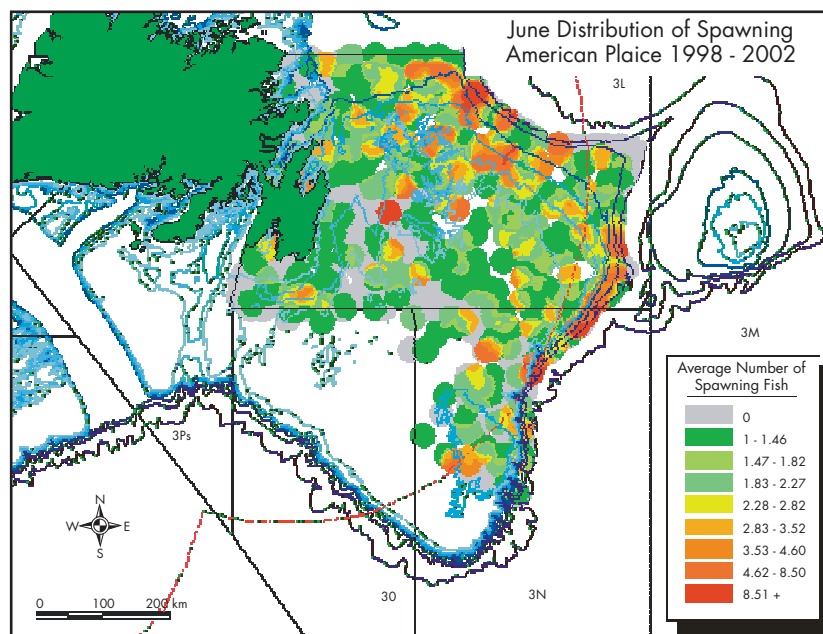 June Distribution of Spawning
American Plaice 1998 - 2002
3L
3M
3Ps
30
3N
N
W E
S
0 100 200 km
Average Number of
Spawning Fish
0
1 - 1.46
1.47 - 1.82
1.83 - 2.27
2.28 - 2.82
2.83 - 3.52
3.53 - 4.60
4.62 - 8.50
8.51 +